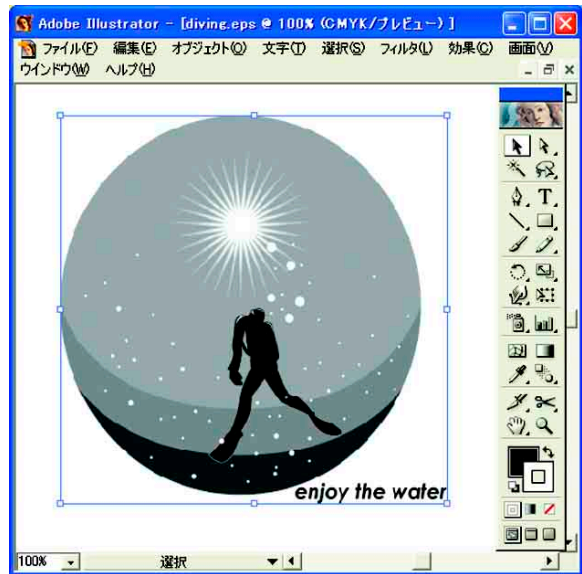 Adobe Illustrator - [diving.eps @ 100% (CMYK/プレビュー) ]
ファイル(F) 編集(E) オブジェクト(O) 文字(T) 選択(S) フィルタ(L) 効果(C) 画面(V)
ウインドウ(W) ヘルプ(H)
T
enjoy the water
100% 選択